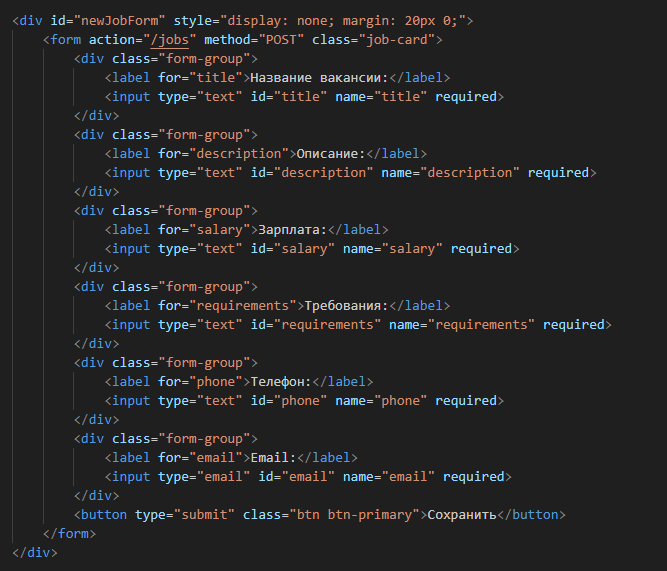 <div id="newJobForm" style="display: none; margin: 20px 0;">
    <form action="/jobs" method="POST" class="job-card">
        <div class="form-group">
            <label for="title">Название вакансии:</label>
            <input type="text" id="title" name="title" required>
        </div>
        <div class="form-group">
            <label for="description">Описание:</label>
            <input type="text" id="description" name="description" required>
        </div>
        <div class="form-group">
            <label for="salary">Зарплата:</label>
            <input type="text" id="salary" name="salary" required>
        </div>
        <div class="form-group">
            <label for="requirements">Требования:</label>
            <input type="text" id="requirements" name="requirements" required>
        </div>
        <div class="form-group">
            <label for="phone">Телефон:</label>
            <input type="text" id="phone" name="phone" required>
        </div>
        <div class="form-group">
            <label for="email">Email:</label>
            <input type="email" id="email" name="email" required>
        </div>
        <button type="submit" class="btn btn-primary">Сохранить</button>
    </form>
</div>